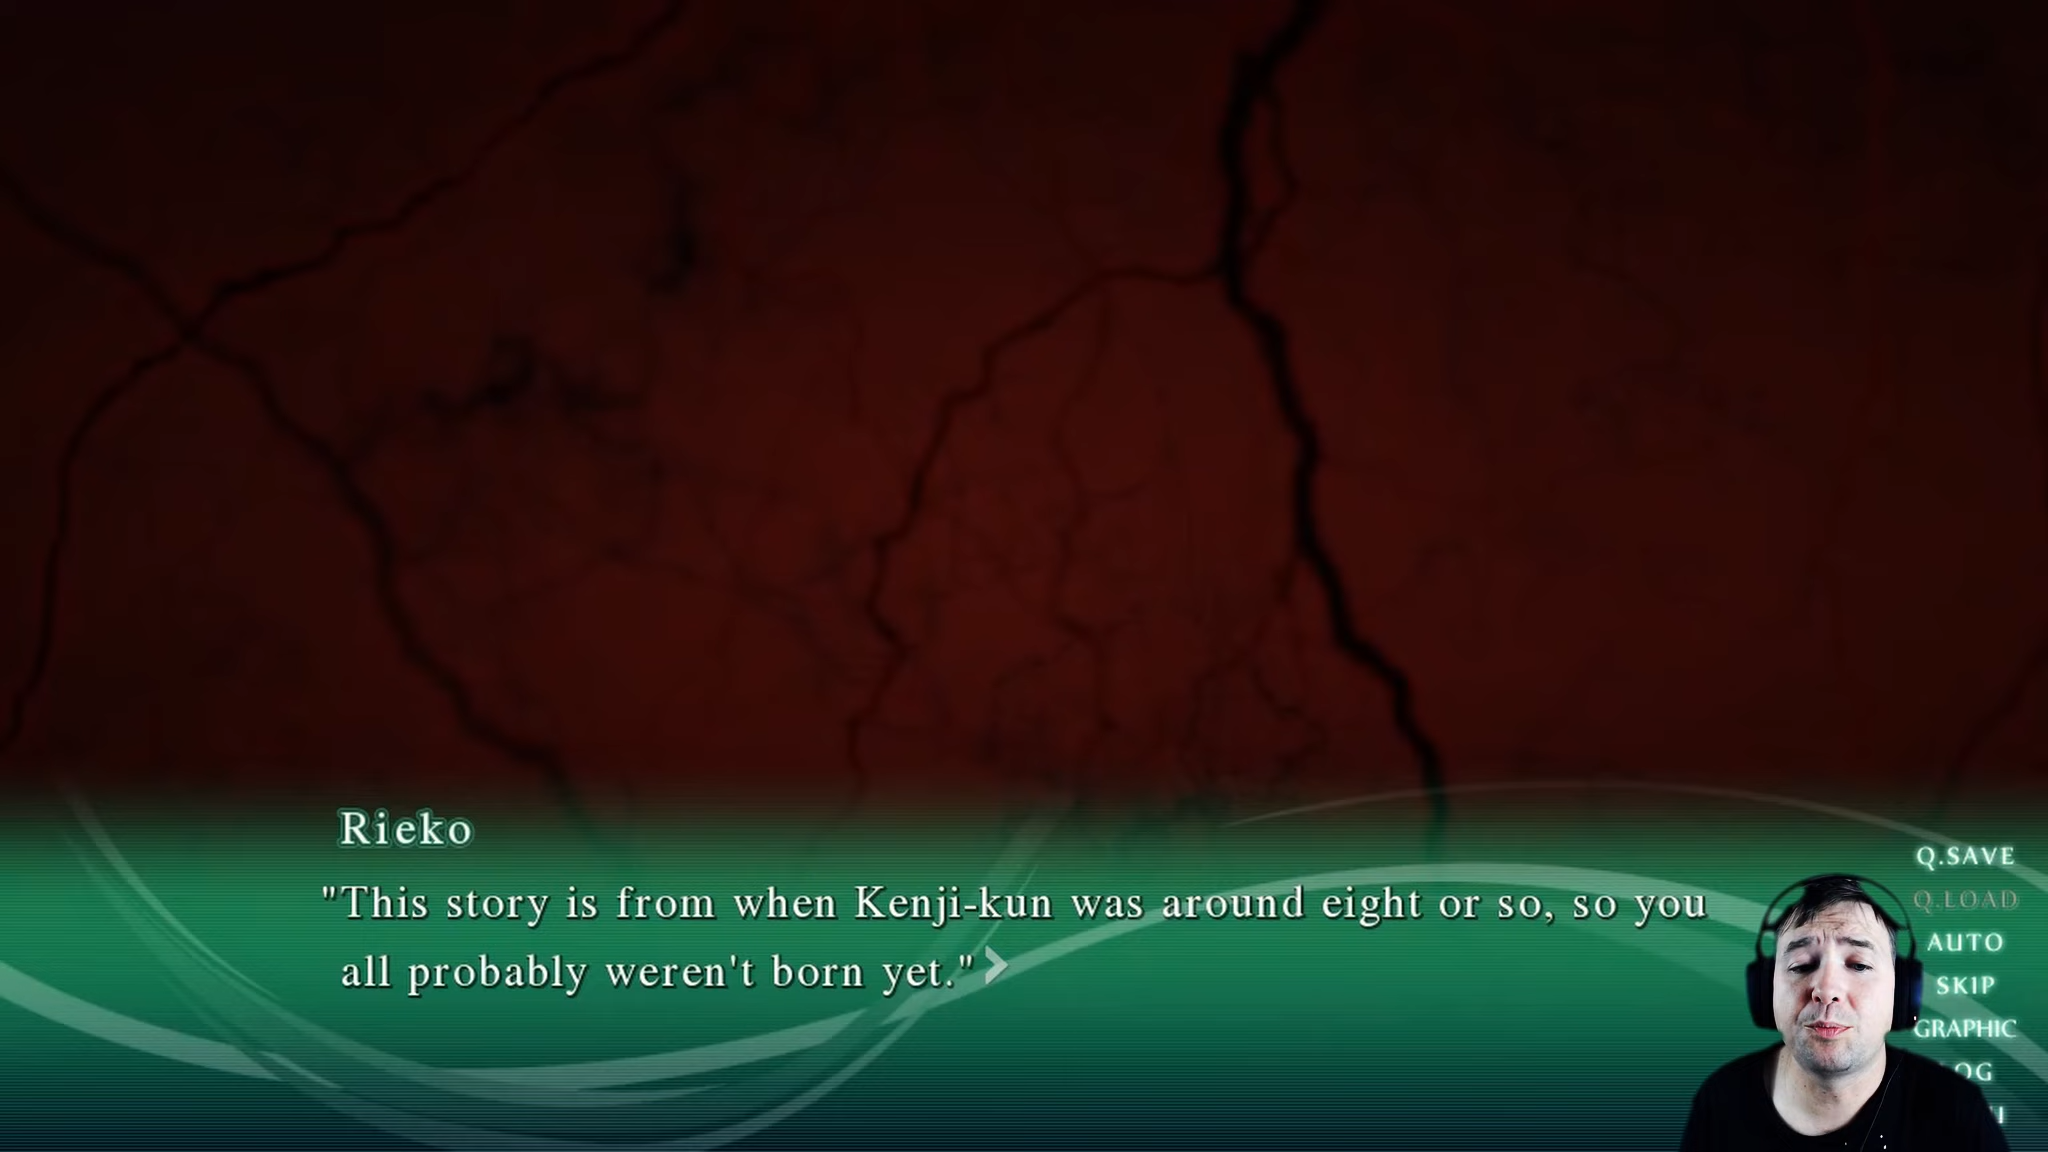 Rieko
"This story is from when Kenji-kun was around eight or so, so you
all probably weren't born yet."
Q.SAVE
Q.LOAD
AUTO
SKIP
GRAPHIC